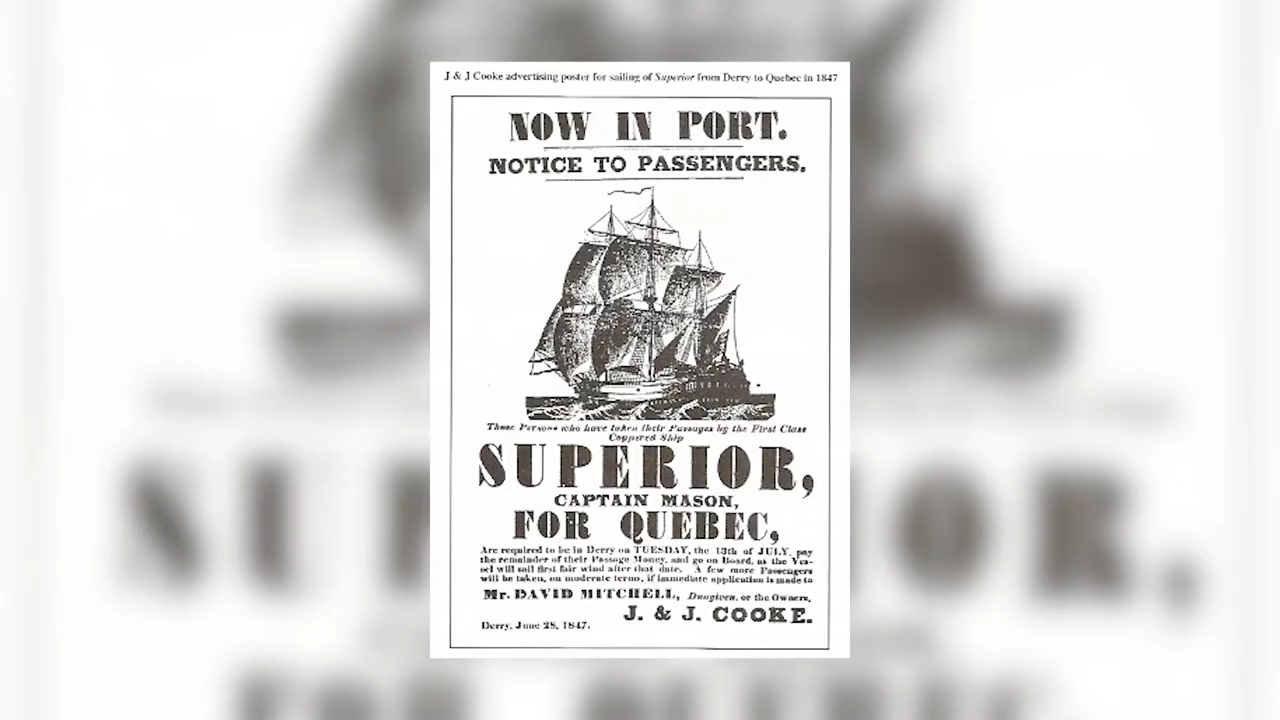 J & J Cooke advertising poster for sailing of Superior from Derry to Quebec in 1847
NOW IN PORT.
NOTICE TO PASSENGERS.
Those Persons who have taken their Passages by the First Class
Coppered Ship
SUPERIOR,
CAPTAIN MASON,
FOR QUEBEC,
Are required to be in Derry on TUESDAY, the 13th of JULY, pay
the remainder of their Passage Money, and go on Board, as the Ves-
sel will sail first fair wind after that date. A few more Passengers
will be taken, on moderate terms, if immediate application is made to
Mr. DAVID MITCHELL, Dungiven, or the Owners,
J. & J. COOKE.
Derry, June 28, 1847.